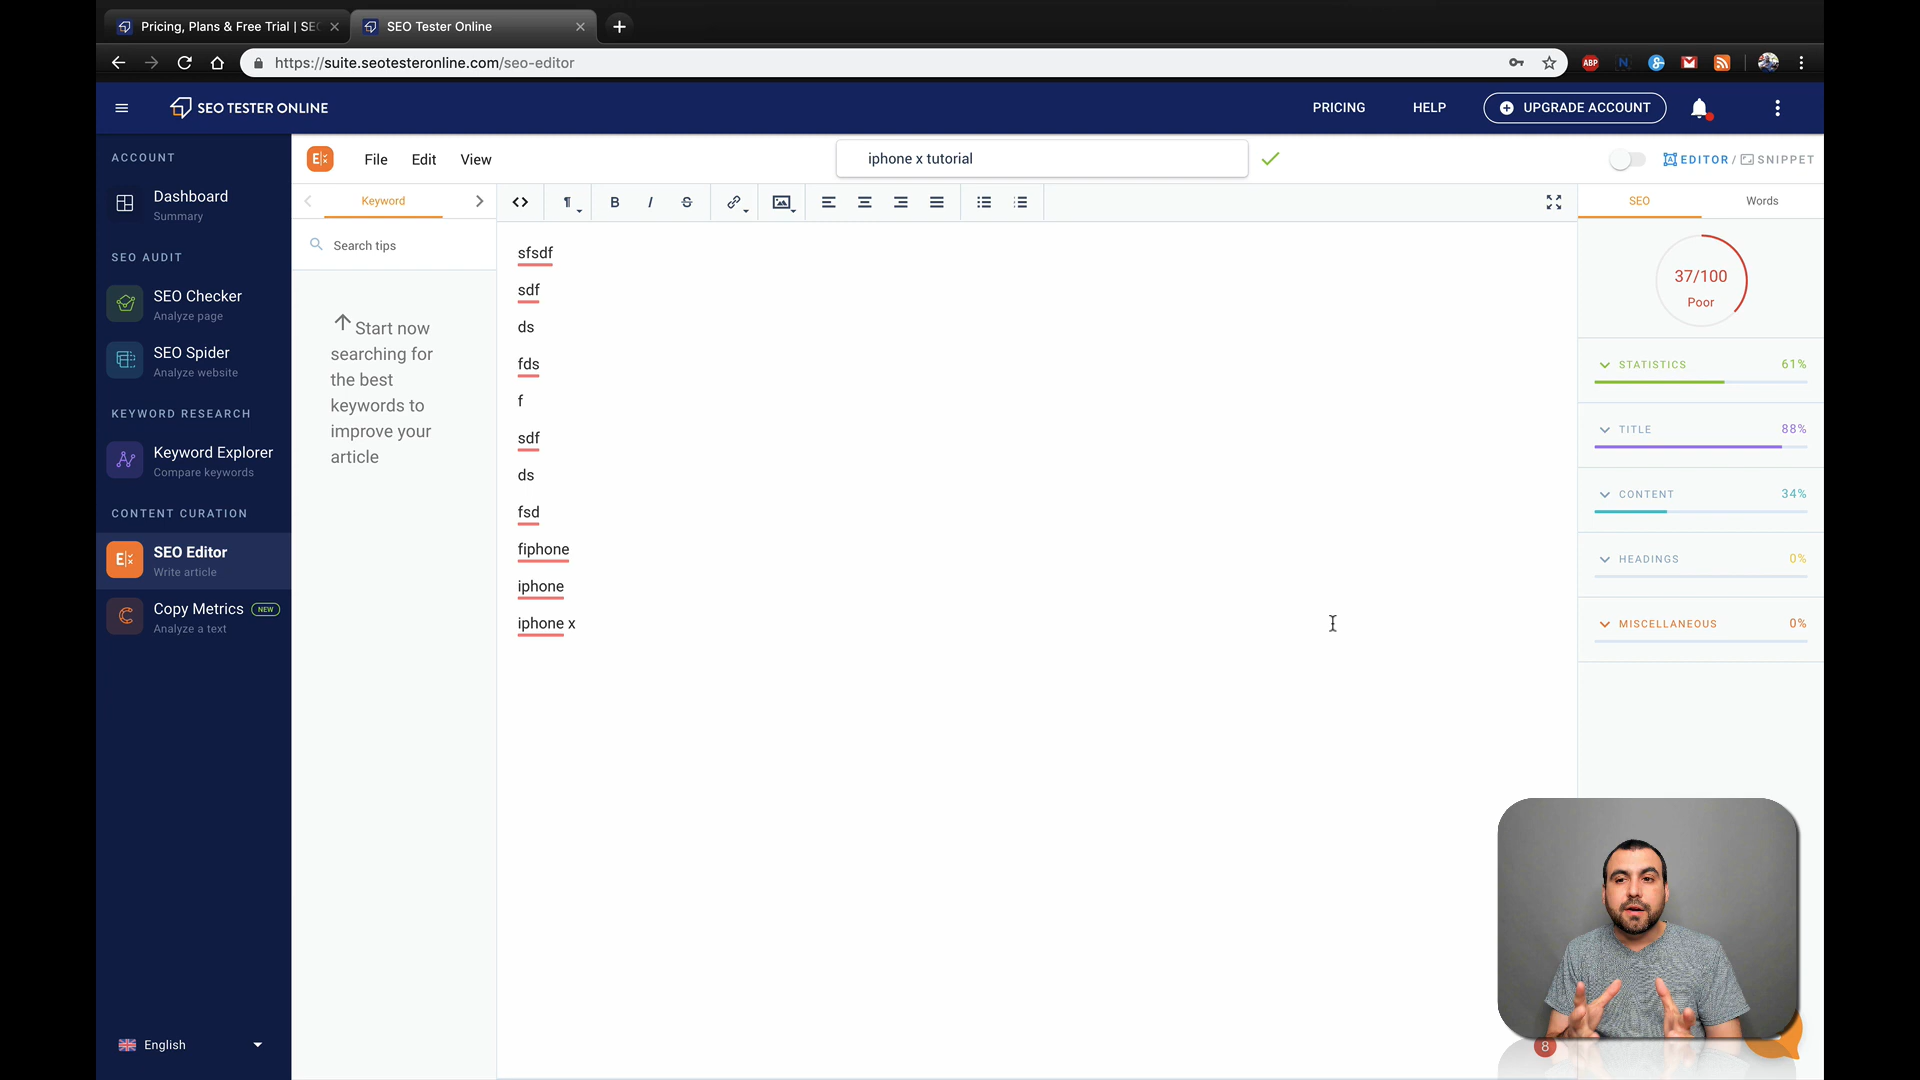 Pricing, Plans & Free Trial | SEO
SEO Tester Online
https://suite.seotesteronline.com/seo-editor
ABP
SEO TESTER ONLINE
PRICING
HELP
UPGRADE ACCOUNT
ACCOUNT
Dashboard
Summary
SEO AUDIT
SEO Checker
Analyze page
SEO Spider
Analyze website
KEYWORD RESEARCH
Keyword Explorer
Compare keywords
CONTENT CURATION
SEO Editor
Write article
Copy Metrics NEW
Analyze a text
English
File Edit View
iphone x tutorial
EDITOR / SNIPPET
Keyword
Search tips
Start now
searching for
the best
keywords to
improve your
article
B I S
sfsdf
sdf
ds
fds
f
sdf
ds
fsd
fiphone
iphone
iphone x
SEO
Words
37/100
Poor
STATISTICS 61%
TITLE 88%
CONTENT 34%
HEADINGS 0%
MISCELLANEOUS 0%
8